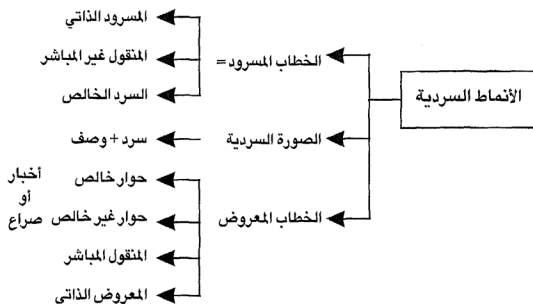 الأنماط السردية
الخطاب المسرود =
المسرود الذاتي
المنقول غير المباشر
السرد الخالص
الصورة السردية
سرد + وصف
الخطاب المعروض
حوار خالص
حوار غير خالص
المنقول المباشر
المعروض الذاتي
أخبار
أو
صراع